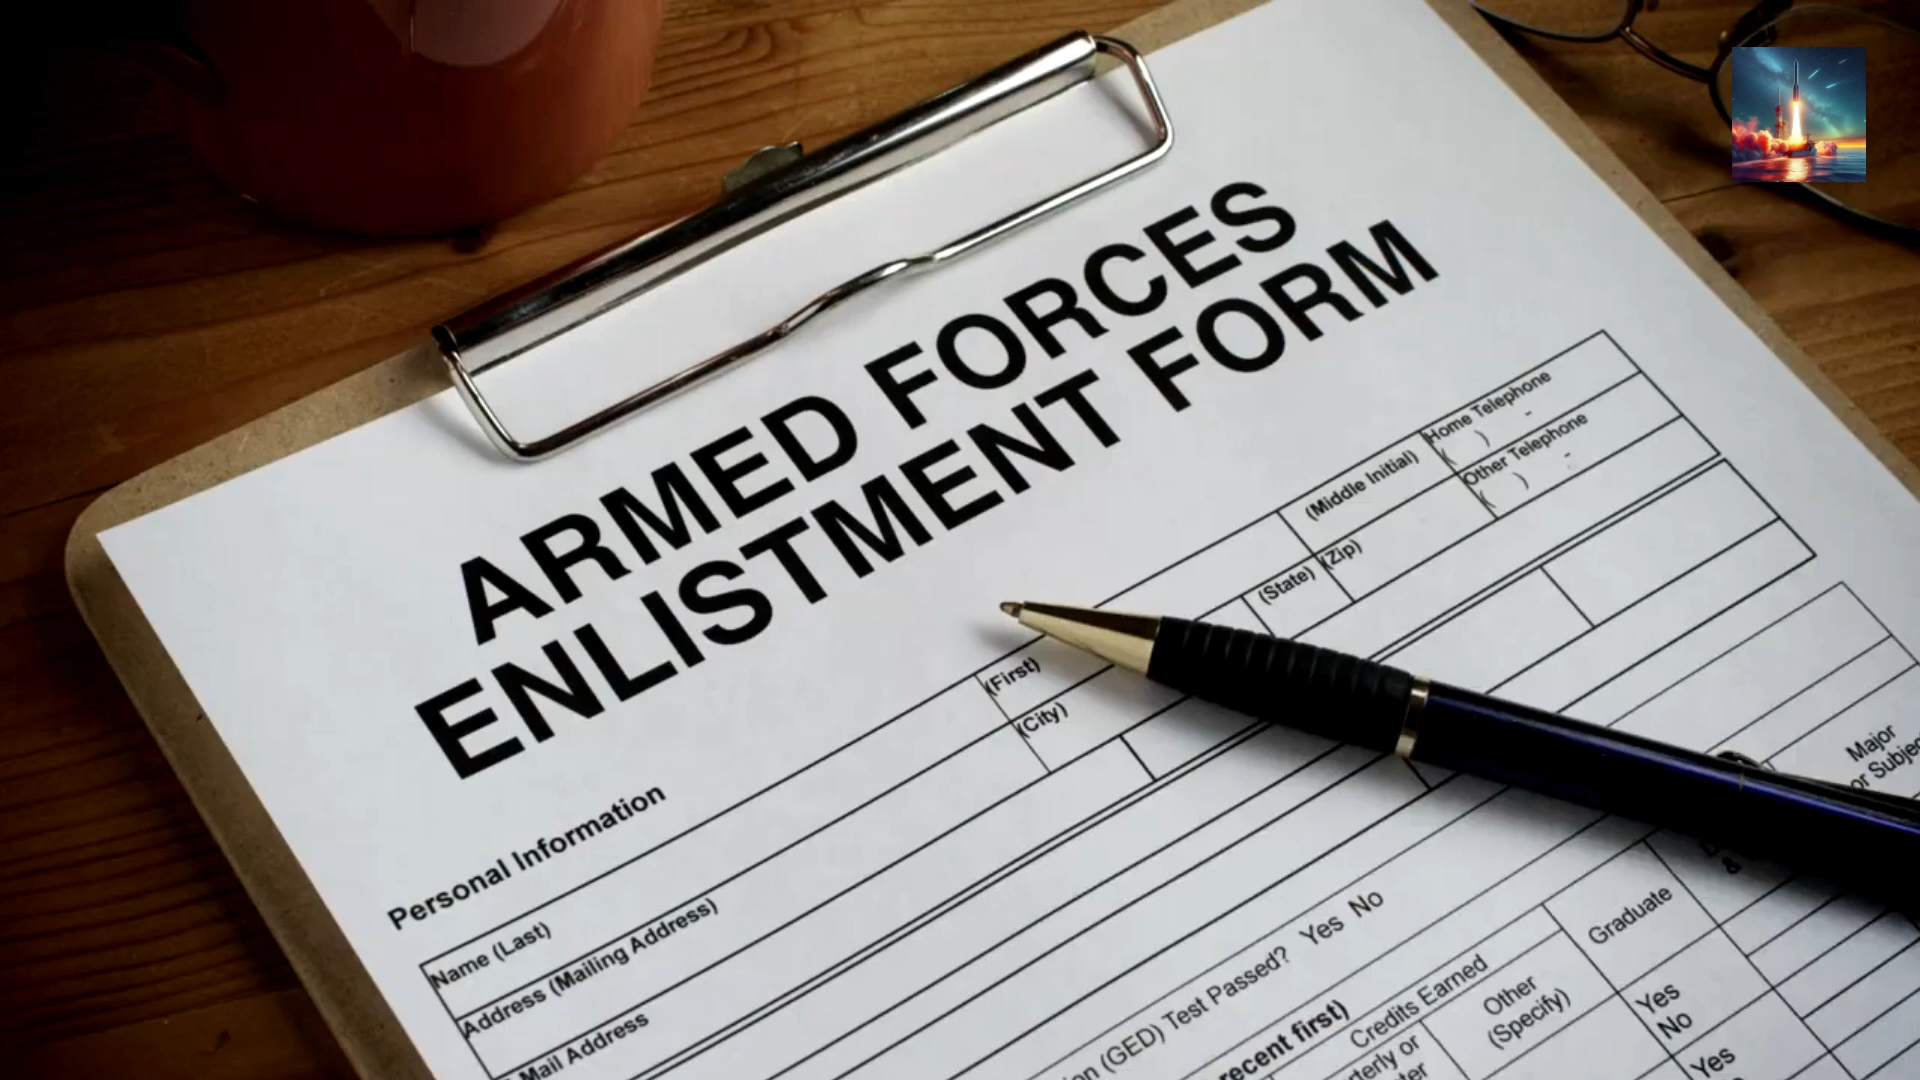 ARMED FORCES
ENLISTMENT FORM
Personal Information
Name (Last)
(First)
(Middle Initial)
Home Telephone
( ) -
Address (Mailing Address)
(City)
(State)
(Zip)
Other Telephone
( ) -
Mail Address
(GED) Test Passed? Yes No
recent first)
Credits Earned
Graduate
Major
or
&
Other
(Specify)
or
Yes
No
Yes